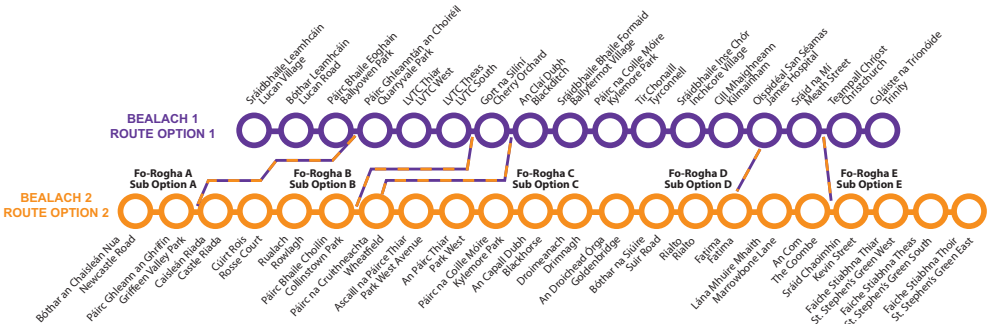 Sráidbhaile Leamhcáin
Lucan Village
Bóthar Leamhcáin
Lucan Road
Páirc Bhaile Eoghain
Ballyowen Park
Páirc Ghleanntán an Choiréil
Quarryvale Park
LVTC Thiar
LVTC West
LVTC Theas
LVTC South
Gort na Silíní
Cherry Orchard
An Claí Dubh
Blackditch
Sráidbhaile Bhaile Formaid
Ballyfermot Village
Páirc na Coille Móire
Kylemore Park
Tír Chonaill
Tyrconnell
Sráidbhaile Inse Chór
Inchicore Village
Cill Mhaighneann
Kilmainham
Oispidéal San Séamas
James Hospital
Sráid na Mí
Meath Street
Teampall Chríost
Christchurch
Coláiste na Tríonóide
Trinity
BEALACH 1
ROUTE OPTION 1
Fo-Rogha A
Sub Option A
Fo-Rogha B
Sub Option B
Fo-Rogha C
Sub Option C
Fo-Rogha D
Sub Option D
Fo-Rogha E
Sub Option E
BEALACH 2
ROUTE OPTION 2
Bóthar an Chaisleán Nua
Newcastle Road
Páirc Ghleann an Ghrífín
Griffeen Valley Park
Caisleán Riada
Castle Riada
Cúirt Rois
Rosse Court
Rualach
Rowlagh
Páirc Bhaile Choilin
Collinstown Park
Páirc na Cruithneachta
Wheatfield
Ascaill na Páirce Thiar
Park West Avenue
An Páirc Thiar
Park West
Páirc na Coille Móire
Kylemore Park
An Capall Dubh
Blackhorse
Droimeanach
Drimnagh
An Droichead Órga
Goldenbridge
Bóthar na Siúire
Suir Road
Rialto
Rialto
Fatima
Fatima
Lána Mhuire Mhaith
Marrowbone Lane
An Com
The Coombe
Sráid Chaoimhín
Kevin Street
Faiche Stiabhna Thiar
St. Stephen's Green West
Faiche Stiabhna Theas
St. Stephen's Green South
Faiche Stiabhna Thoir
St. Stephen's Green East